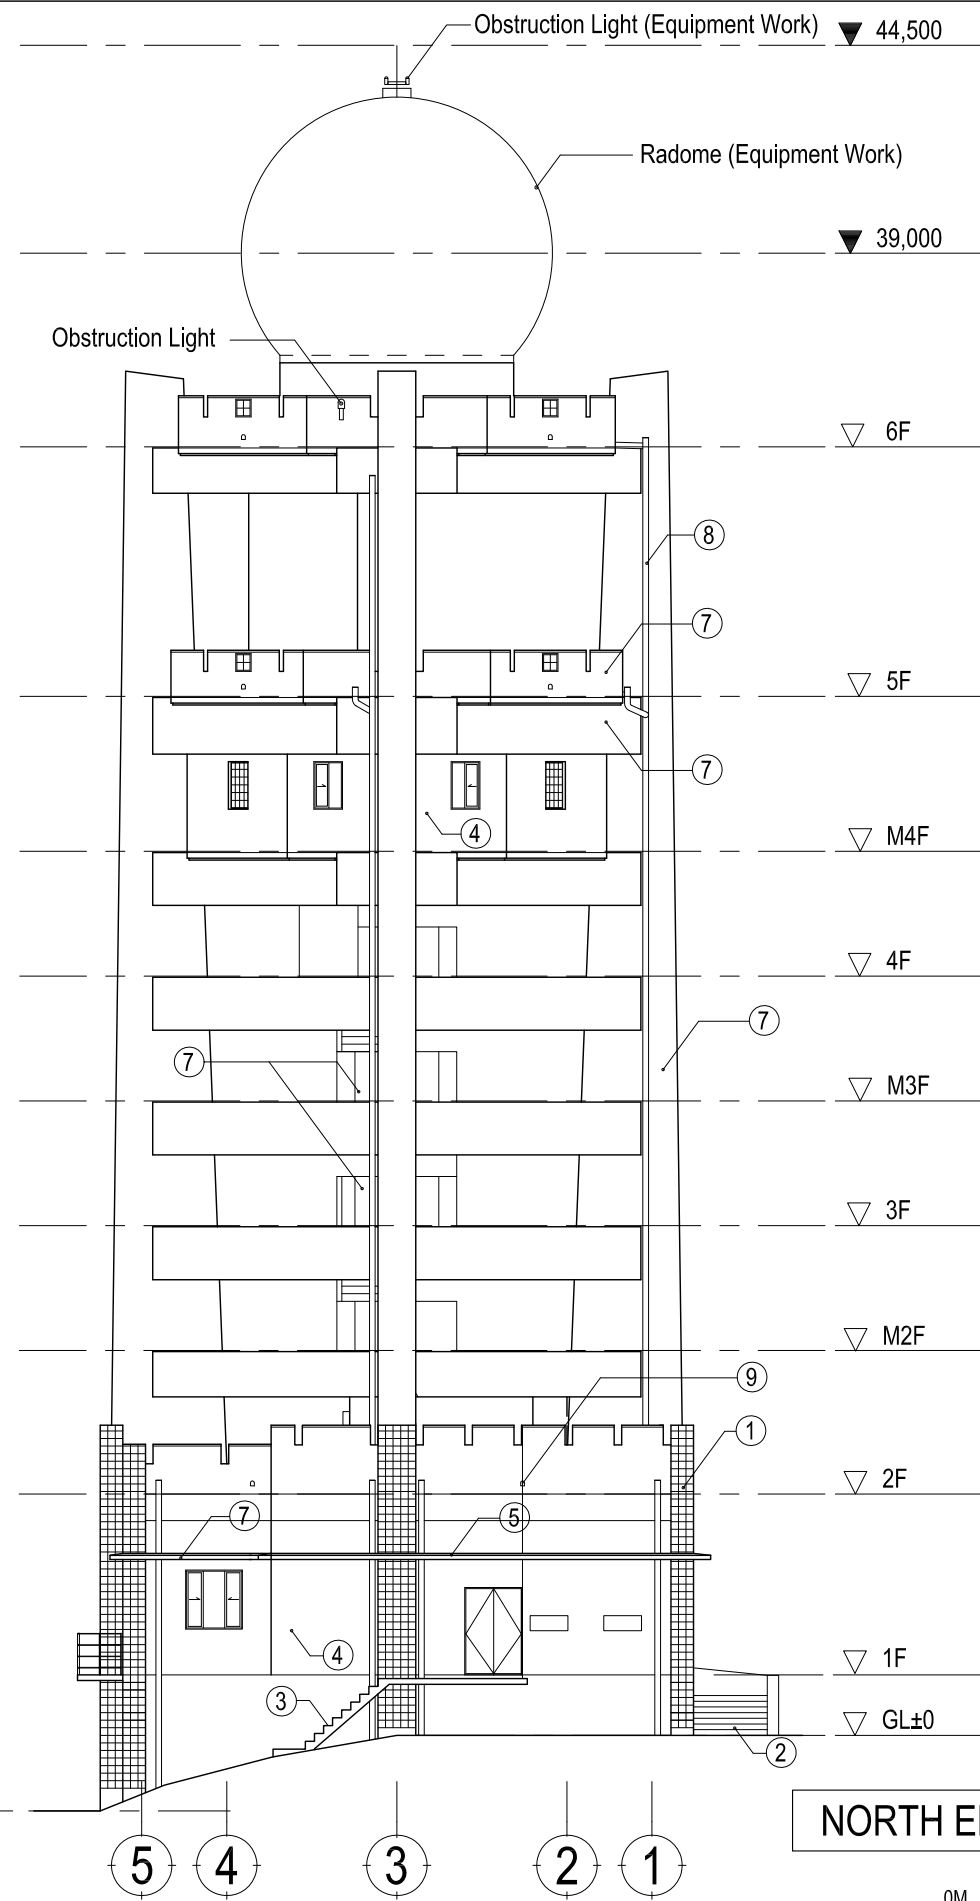 Obstruction Light (Equipment Work)
44,500
Radome (Equipment Work)
39,000
Obstruction Light
6F
8
7
5F
7
4
M4F
4F
7
7
M3F
3F
M2F
9
1
2F
7
5
4
1F
3
GL±0
2
NORTH E
5 4 3 2 1
0M